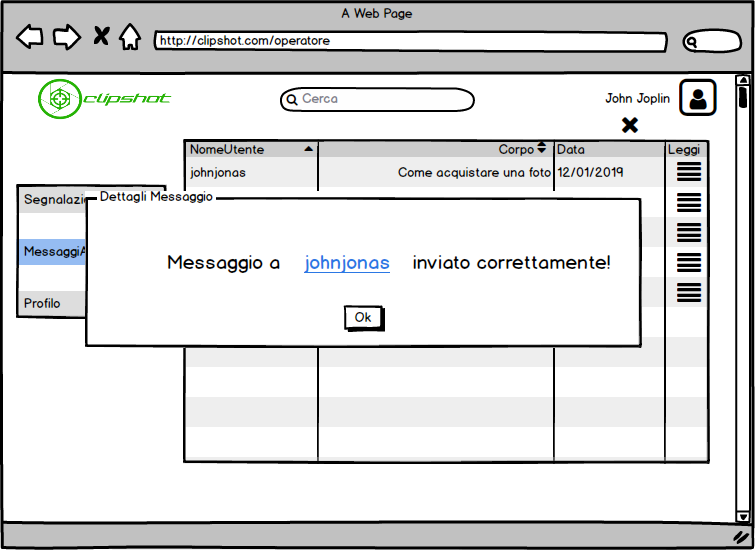 A Web Page
http://clipshot.com/operatore
clipshot
Cerca
John Joplin
NomeUtente Corpo Data Leggi
johnjonas Come acquistare una foto 12/01/2019
Segnalazi
Dettagli Messaggio
MessaggiA
Messaggio a johnjonas inviato correttamente!
Profilo
Ok